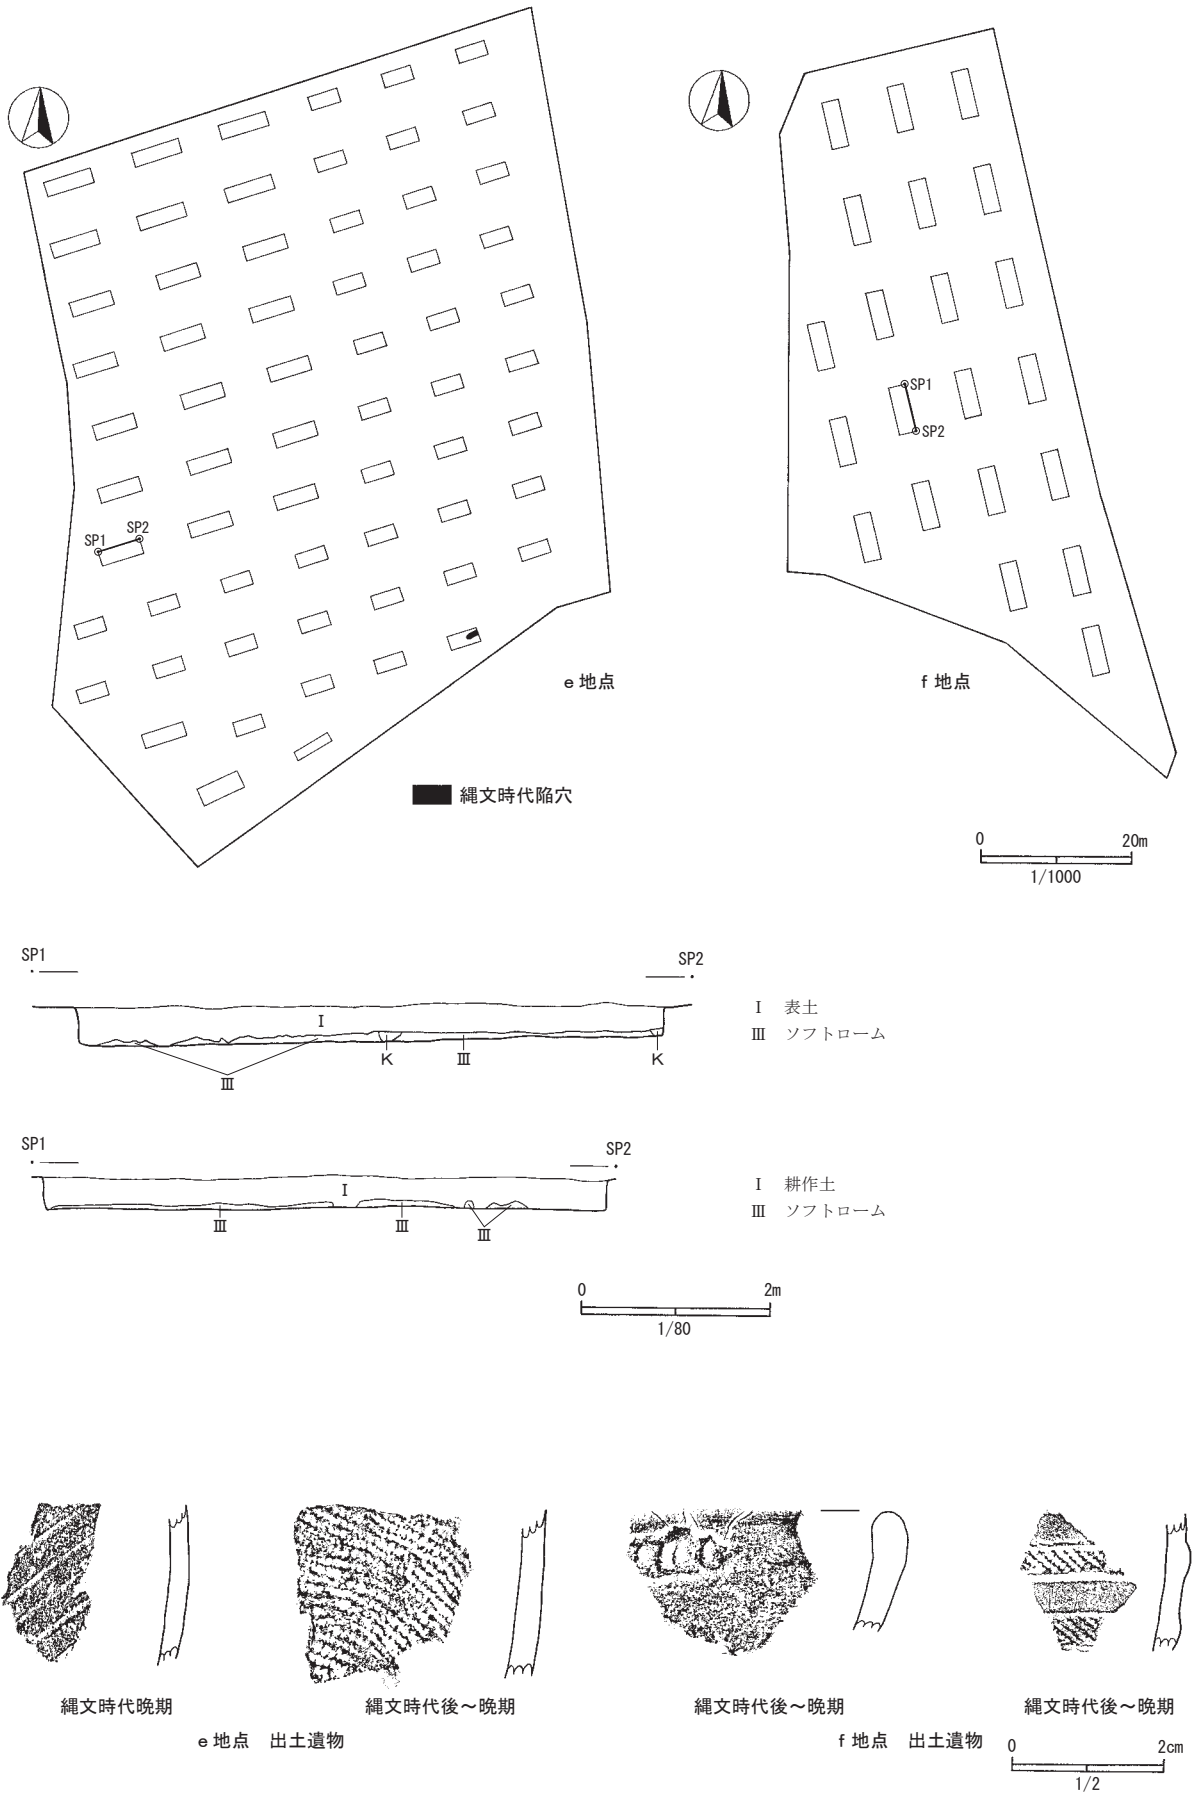 SP1
SP2
SP1
SP2
e地点
f地点
縄文時代陥穴
0 20m
1/1000
SP1
SP2
Ⅰ
Ⅲ
K
Ⅲ
K
Ⅰ 表土
Ⅲ ソフトローム
SP1
SP2
Ⅰ
Ⅲ
Ⅲ
Ⅲ
Ⅰ 耕作土
Ⅲ ソフトローム
0 2m
1/80
縄文時代晩期
縄文時代後～晩期
縄文時代後～晩期
縄文時代後～晩期
e地点 出土遺物
f地点 出土遺物
0 2cm
1/2